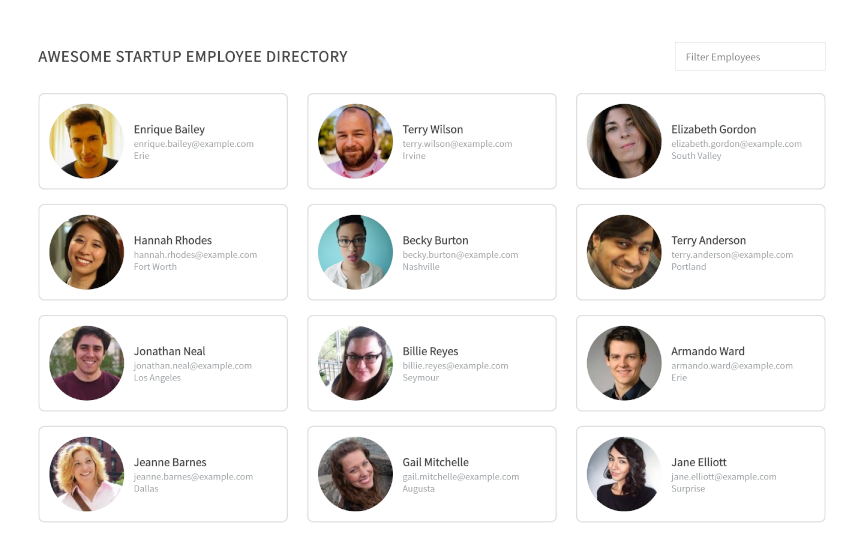 AWESOME STARTUP EMPLOYEE DIRECTORY
Filter Employees
Enrique Bailey
enrique.bailey@example.com
Erie
Terry Wilson
terry.wilson@example.com
Irvine
Elizabeth Gordon
elizabeth.gordon@example.com
South Valley
Hannah Rhodes
hannah.rhodes@example.com
Fort Worth
Becky Burton
becky.burton@example.com
Nashville
Terry Anderson
terry.anderson@example.com
Portland
Jonathan Neal
jonathan.neal@example.com
Los Angeles
Billie Reyes
billie.reyes@example.com
Seymour
Armando Ward
armando.ward@example.com
Erie
Jeanne Barnes
jeanne.barnes@example.com
Dallas
Gail Mitchelle
gail.mitchelle@example.com
Augusta
Jane Elliott
jane.elliott@example.com
Surprise